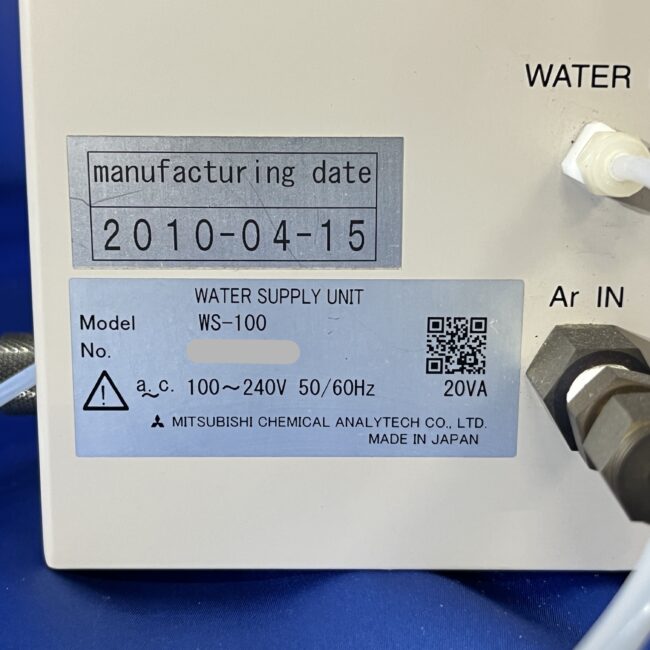 WATER
manufacturing date
2010-04-15
Ar IN
WATER SUPPLY UNIT
Model WS-100
No.
a.c. 100～240V 50/60Hz 20VA
MITSUBISHI CHEMICAL ANALYTECH CO., LTD.
MADE IN JAPAN